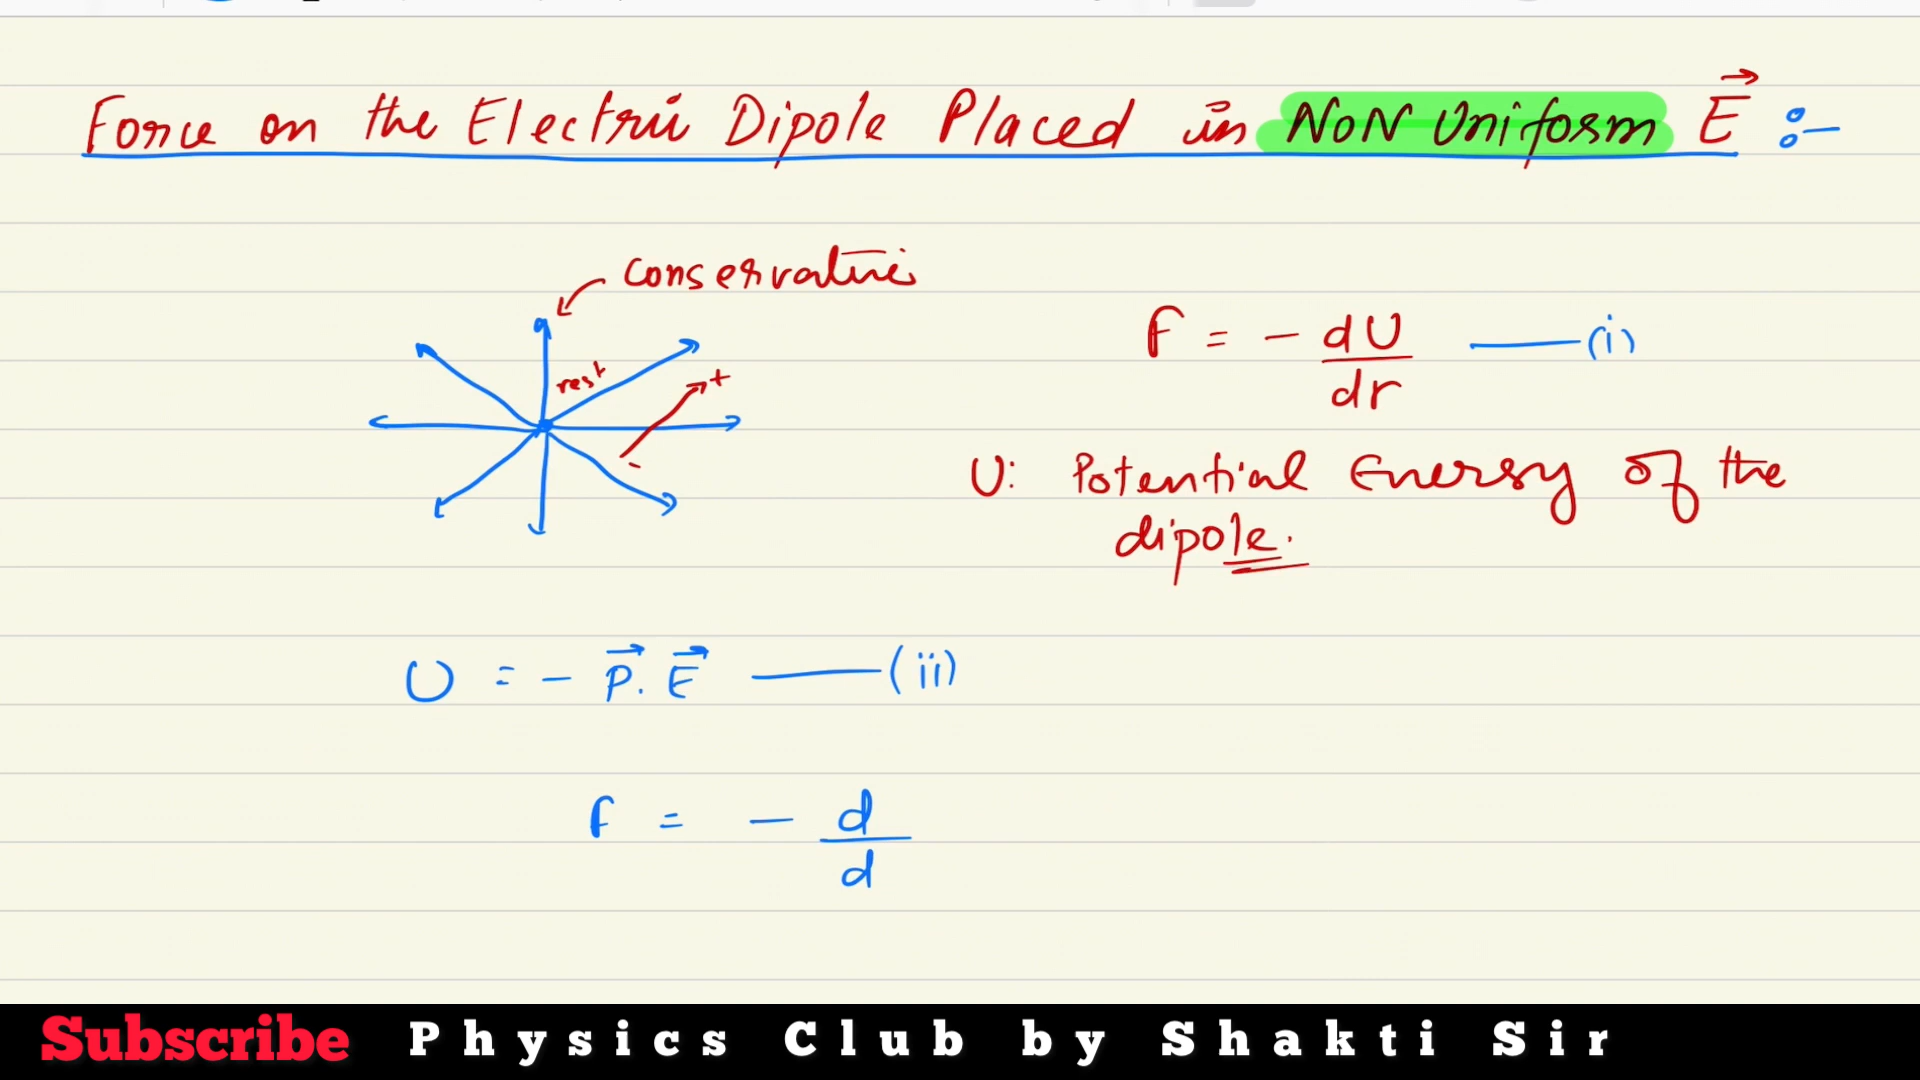 Force on the Electric Dipole Placed in NoN Uniform E⃗ :-
Conservative
rest
+
-
F = - dU/dr ——(i)
U: Potential Energy of the
dipole.
U = - P⃗. E⃗ ——(ii)
F = - d/d
Subscribe Physics Club by Shakti Sir